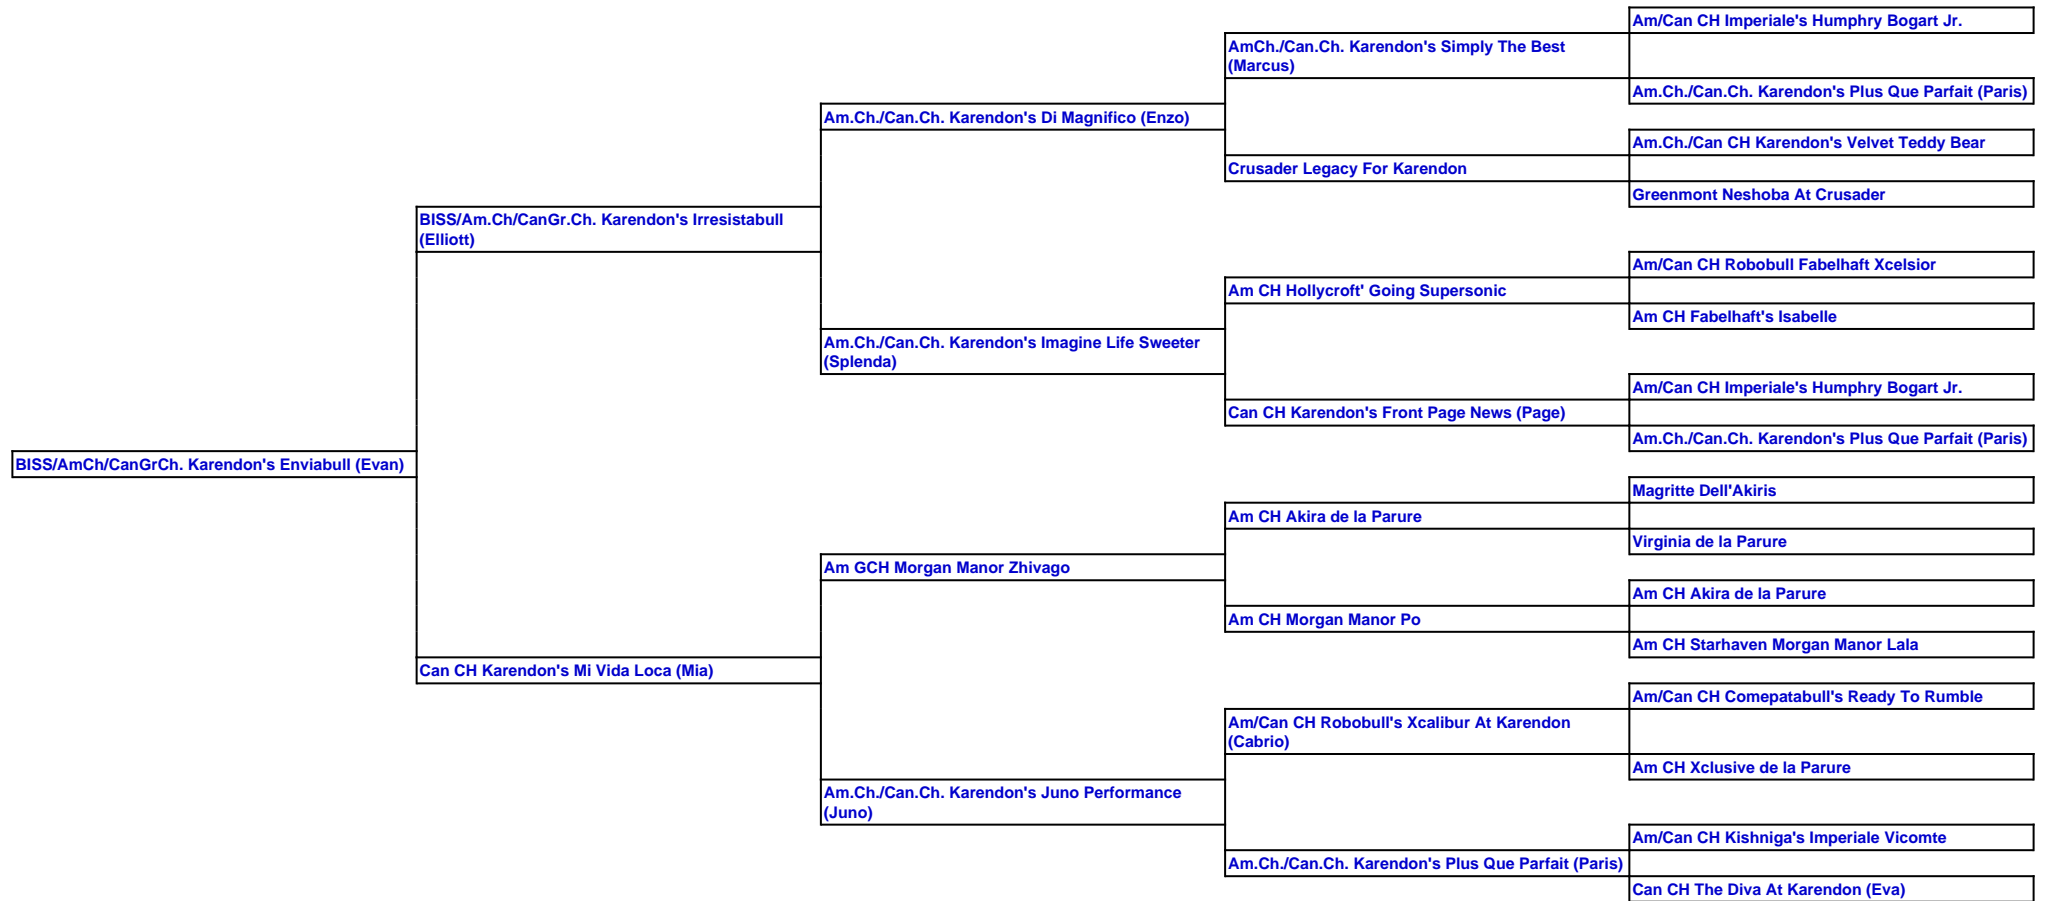 Am/Can CH Imperiale's Humphry Bogart Jr.
AmCh./Can.Ch. Karendon's Simply The Best
(Marcus)
Am.Ch./Can.Ch. Karendon's Plus Que Parfait (Paris)
Am.Ch./Can.Ch. Karendon's Di Magnifico (Enzo)
Am.Ch./Can CH Karendon's Velvet Teddy Bear
Crusader Legacy For Karendon
Greenmont Neshoba At Crusader
BISS/Am.Ch/CanGr.Ch. Karendon's Irresistabull
(Elliott)
Am/Can CH Robobull Fabelhaft Xcelsior
Am CH Hollycroft' Going Supersonic
Am CH Fabelhaft's Isabelle
Am.Ch./Can.Ch. Karendon's Imagine Life Sweeter
(Splenda)
Am/Can CH Imperiale's Humphry Bogart Jr.
Can CH Karendon's Front Page News (Page)
Am.Ch./Can.Ch. Karendon's Plus Que Parfait (Paris)
BISS/AmCh/CanGrCh. Karendon's Enviabull (Evan)
Magritte Dell'Akiris
Am CH Akira de la Parure
Virginia de la Parure
Am GCH Morgan Manor Zhivago
Am CH Akira de la Parure
Am CH Morgan Manor Po
Am CH Starhaven Morgan Manor Lala
Can CH Karendon's Mi Vida Loca (Mia)
Am/Can CH Comepatabull's Ready To Rumble
Am/Can CH Robobull's Xcalibur At Karendon
(Cabrio)
Am CH Xclusive de la Parure
Am.Ch./Can.Ch. Karendon's Juno Performance
(Juno)
Am/Can CH Kishniga's Imperiale Vicomte
Am.Ch./Can.Ch. Karendon's Plus Que Parfait (Paris)
Can CH The Diva At Karendon (Eva)